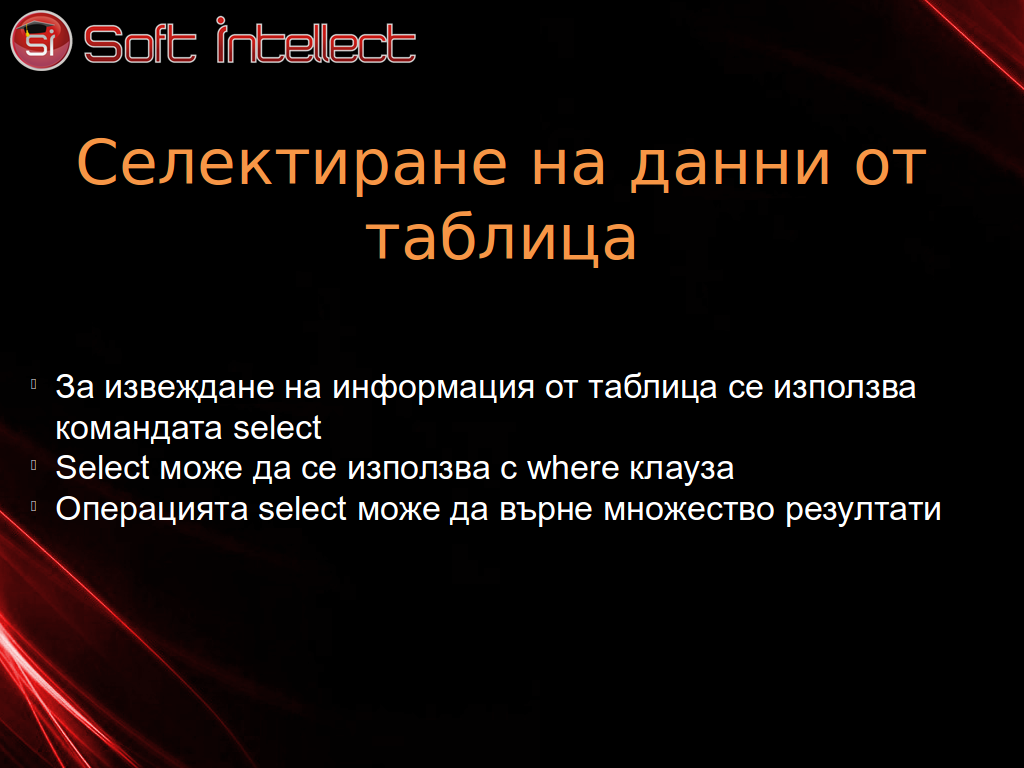 Si Soft Intellect
Селектиране на данни от
таблица
За извеждане на информация от таблица се използва
командата select
Select може да се използва с where клауза
Операцията select може да върне множество резултати